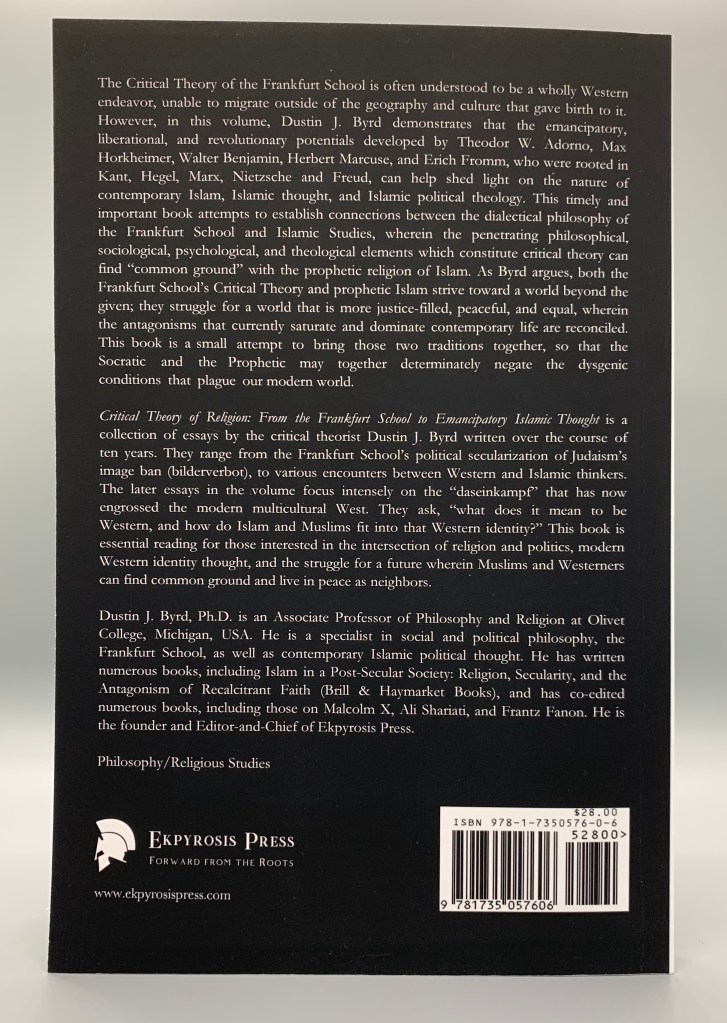 The Critical Theory of the Frankfurt School is often understood to be a wholly Western
endeavor, unable to migrate outside of the geography and culture that gave birth to it.
However, in this volume, Dustin J. Byrd demonstrates that the emancipatory,
liberational, and revolutionary potentials developed by Theodor W. Adorno, Max
Horkheimer, Walter Benjamin, Herbert Marcuse, and Erich Fromm, who were rooted in
Kant, Hegel, Marx, Nietzsche and Freud, can help shed light on the nature of
contemporary Islam, Islamic thought, and Islamic political theology. This timely and
important book attempts to establish connections between the dialectical philosophy of
the Frankfurt School and Islamic Studies, wherein the penetrating philosophical,
sociological, psychological, and theological elements which constitute critical theory can
find “common ground” with the prophetic religion of Islam. As Byrd argues, both the
Frankfurt School’s Critical Theory and prophetic Islam strive toward a world beyond the
given; they struggle for a world that is more justice-filled, peaceful, and equal, wherein
the antagonisms that currently saturate and dominate contemporary life are reconciled.
This book is a small attempt to bring those two traditions together, so that the
Socratic and the Prophetic may together determinately negate the dysgenic
conditions that plague our modern world.
Critical Theory of Religion: From the Frankfurt School to Emancipatory Islamic Thought is a
collection of essays by the critical theorist Dustin J. Byrd written over the course of
ten years. They range from the Frankfurt School’s political secularization of Judaism’s
image ban (bilderverbot), to various encounters between Western and Islamic thinkers.
The later essays in the volume focus intensely on the “daseinkampf” that has now
engrossed the modern multicultural West. They ask, “what does it mean to be
Western, and how do Islam and Muslims fit into that Western identity?” This book is
essential reading for those interested in the intersection of religion and politics, modern
Western identity thought, and the struggle for a future wherein Muslims and Westerners
can find common ground and live in peace as neighbors.
Dustin J. Byrd, Ph.D. is an Associate Professor of Philosophy and Religion at Olivet
College, Michigan, USA. He is a specialist in social and political philosophy, the
Frankfurt School, as well as contemporary Islamic political thought. He has written
numerous books, including Islam in a Post-Secular Society: Religion, Secularity, and the
Antagonism of Recalcitrant Faith (Brill & Haymarket Books), and has co-edited
numerous books, including those on Malcolm X, Ali Shariati, and Frantz Fanon. He is
the founder and Editor-and-Chief of Ekpyrosis Press.
Philosophy/Religious Studies
EKPYROSIS PRESS
FORWARD FROM THE ROOTS
www.ekpyrosispress.com
$28.00
ISBN 978-1-7350576-0-6
52800>
9 781735 057606